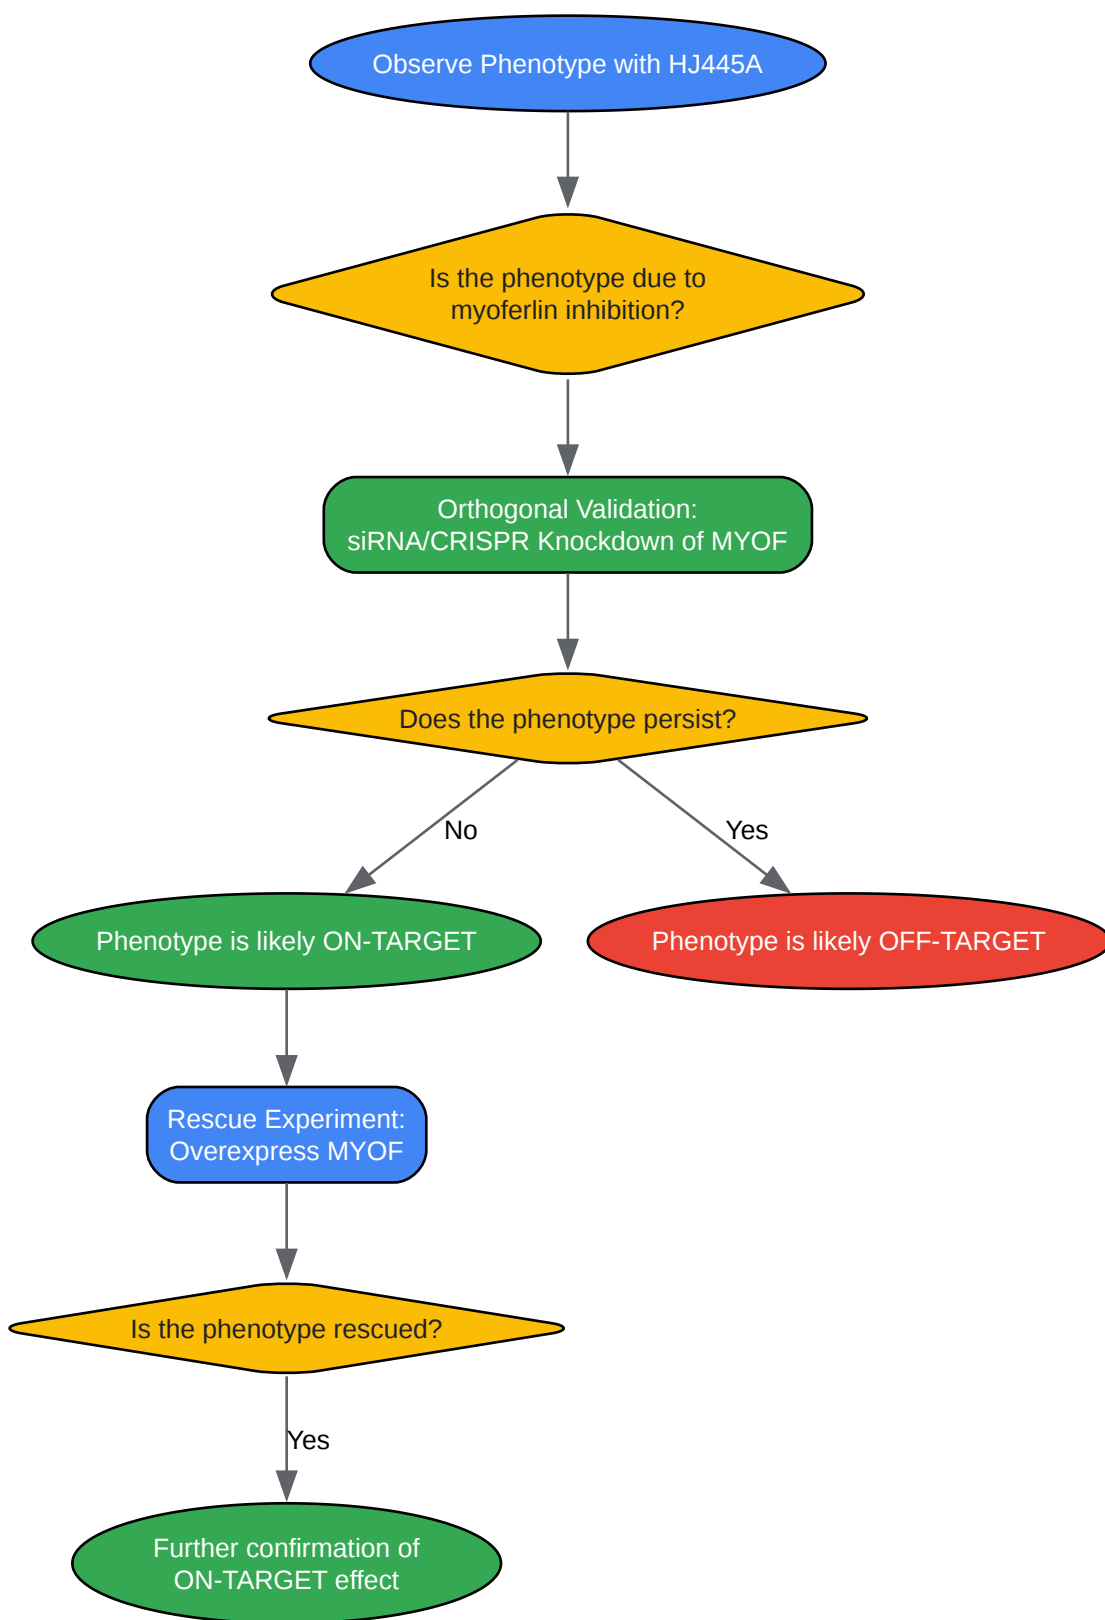 Observe Phenotype with HJ445A
Is the phenotype due to
myoferlin inhibition?
Orthogonal Validation:
siRNA/CRISPR Knockdown of MYOF
Does the phenotype persist?
No
Yes
Phenotype is likely ON-TARGET
Phenotype is likely OFF-TARGET
Rescue Experiment:
Overexpress MYOF
Is the phenotype rescued?
Yes
Further confirmation of
ON-TARGET effect